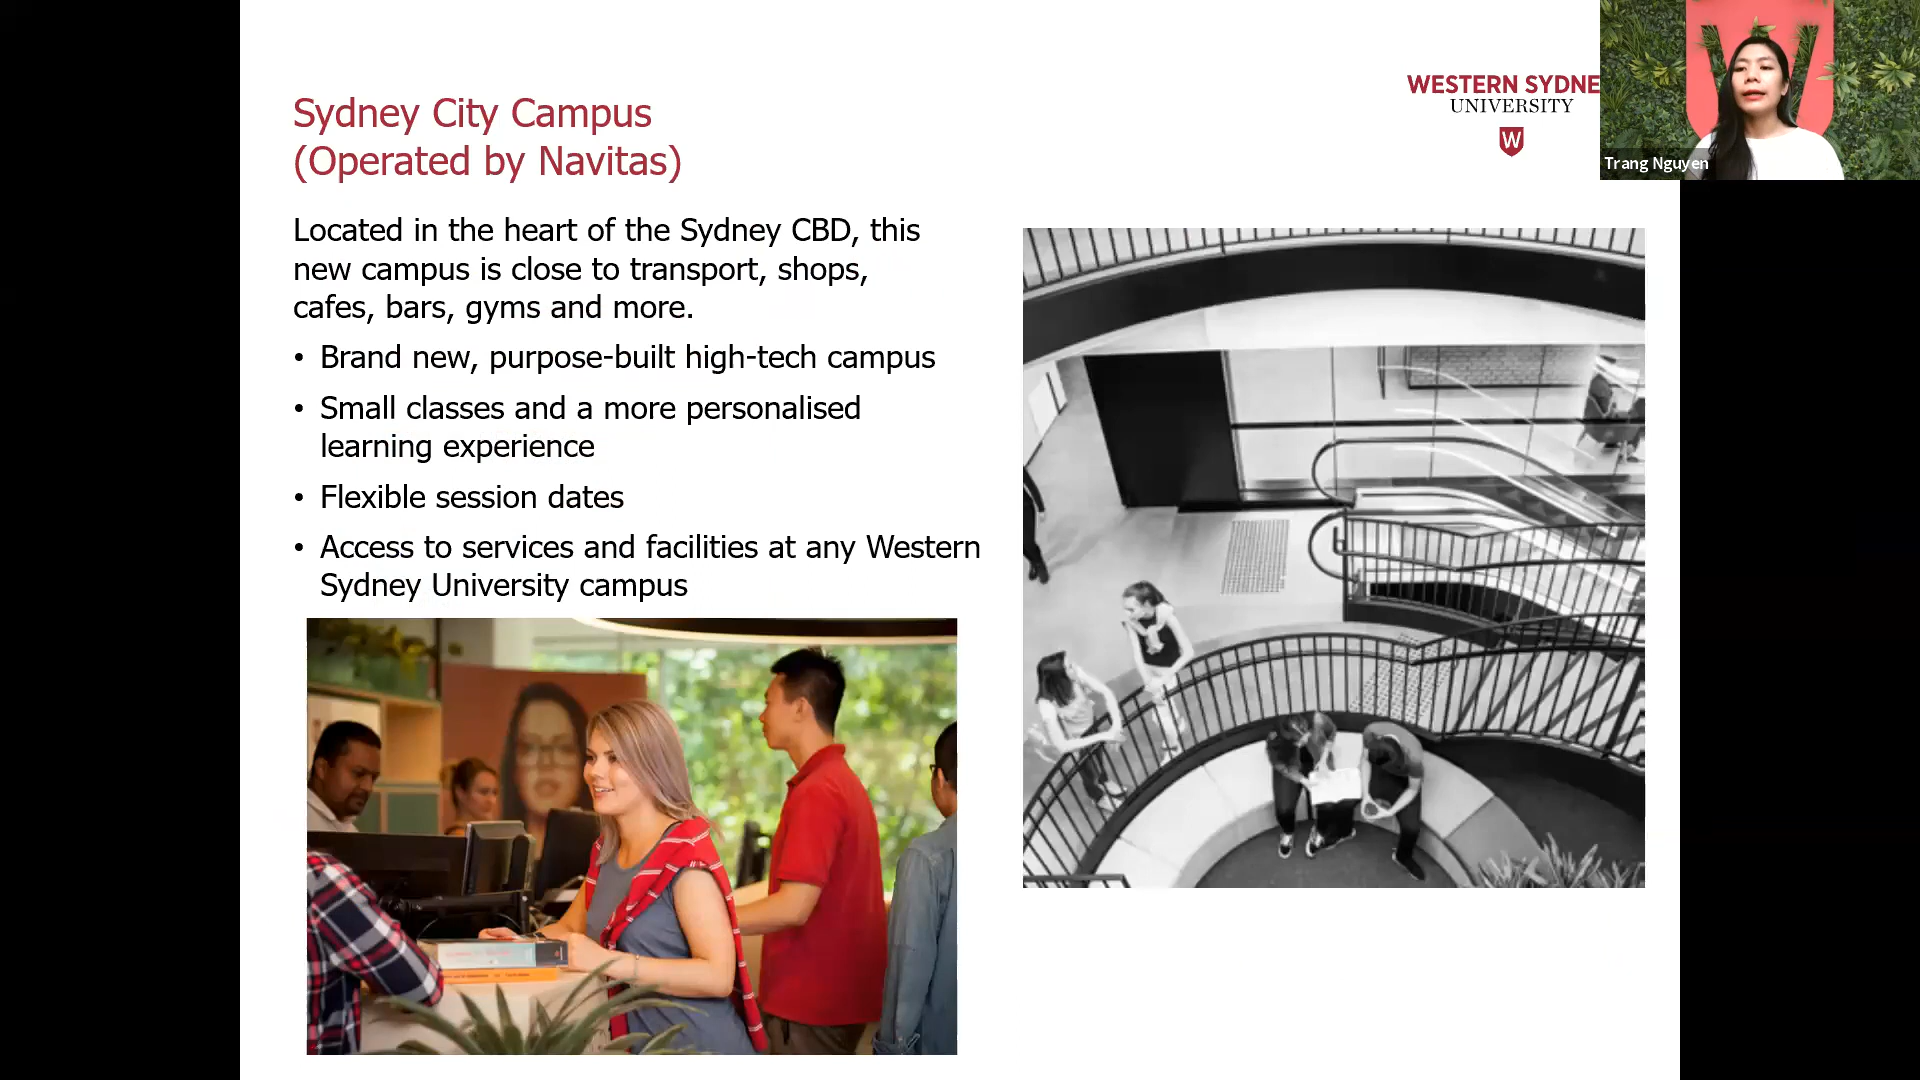 Sydney City Campus
(Operated by Navitas)
WESTERN SYDNE
UNIVERSITY
W
Trang Nguyen
Located in the heart of the Sydney CBD, this
new campus is close to transport, shops,
cafes, bars, gyms and more.
• Brand new, purpose-built high-tech campus
• Small classes and a more personalised
learning experience
• Flexible session dates
• Access to services and facilities at any Western
Sydney University campus